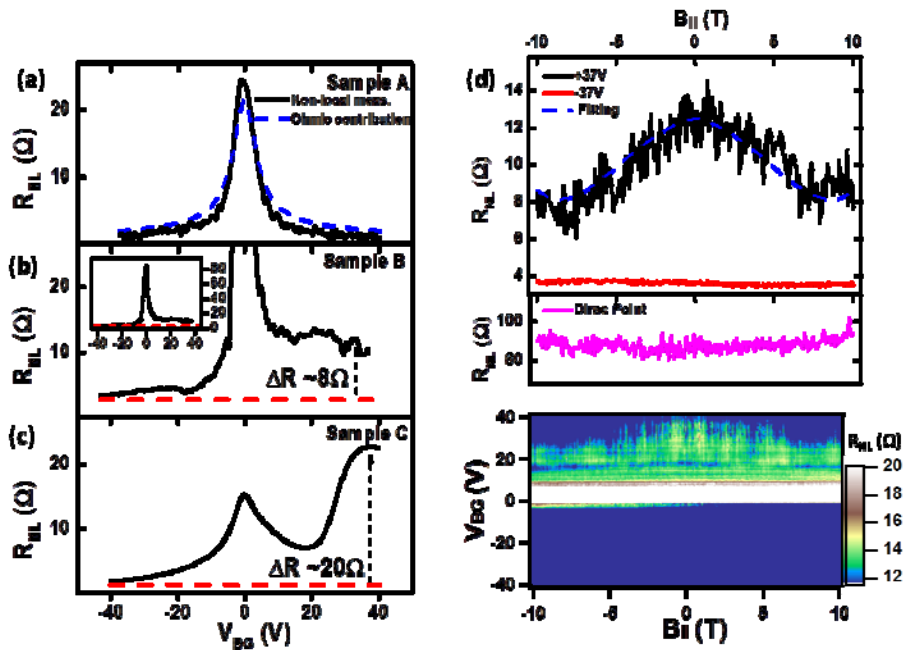 (a)
Sample A
Non-local meas.
Ohmic contribution
20
10
R_NL (Ω)
(b)
Sample B
80
60
40
20
0
-40 0 40
20
10
R_NL (Ω)
ΔR ~8Ω
(c)
Sample C
20
10
R_NL (Ω)
ΔR ~20Ω
-40 -20 0 20 40
V_BG (V)
B_II (T)
-10 -5 0 5 10
(d)
+37V
-37V
Fitting
14
12
10
8
6
4
R_NL (Ω)
Dirac Point
100
80
R_NL (Ω)
40
20
0
-20
-40
V_BG (V)
-10 -5 0 5 10
B_II (T)
R_NL (Ω)
20
18
16
14
12